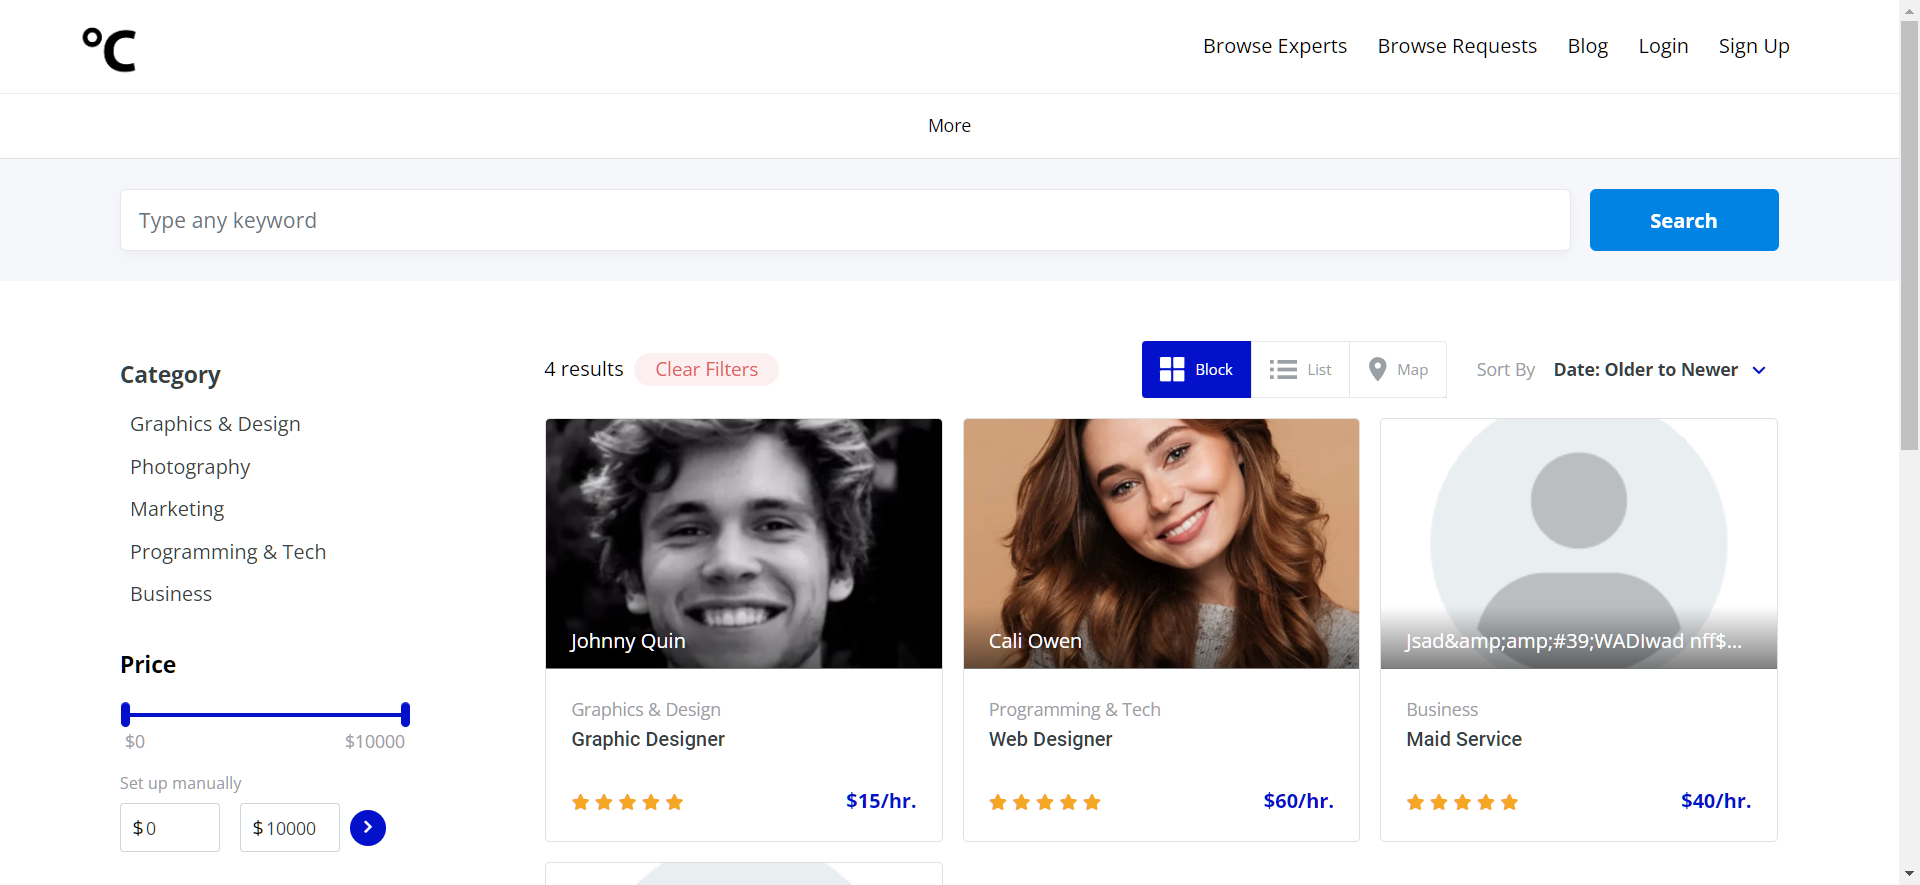 °C
Browse Experts
Browse Requests
Blog
Login
Sign Up
More
Type any keyword
Search
Category
Graphics & Design
Photography
Marketing
Programming & Tech
Business
Price
$0
$10000
Set up manually
$ 0
$ 10000
4 results
Clear Filters
Block
List
Map
Sort By
Date: Older to Newer
Johnny Quin
Graphics & Design
Graphic Designer
$15/hr.
Cali Owen
Programming & Tech
Web Designer
$60/hr.
Jsad&amp;amp;#39;WADIwad nff$...
Business
Maid Service
$40/hr.